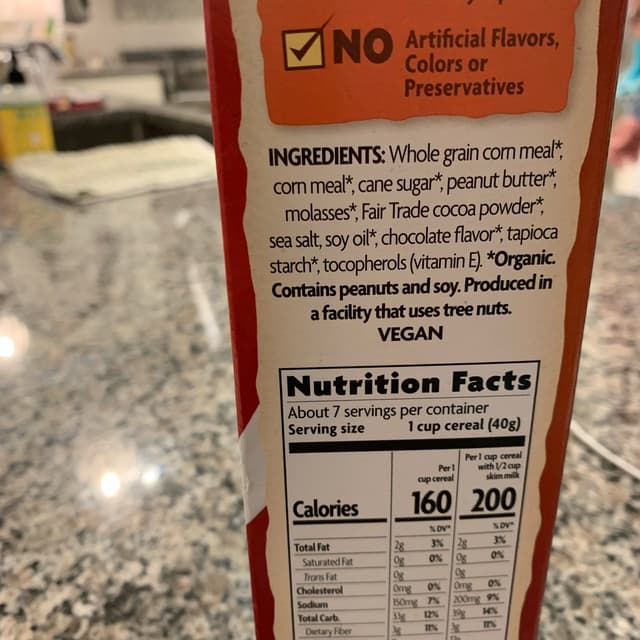 NO Artificial Flavors,
Colors or
Preservatives
INGREDIENTS: Whole grain corn meal*,
corn meal*, cane sugar*, peanut butter*,
molasses*, Fair Trade cocoa powder*,
sea salt, soy oil*, chocolate flavor*, tapioca
starch*, tocopherols (vitamin E). *Organic.
Contains peanuts and soy. Produced in
a facility that uses tree nuts.
VEGAN
Nutrition Facts
About 7 servings per container
Serving size 1 cup cereal (40g)
Per 1
cup cereal
Per 1 cup cereal
with 1/2 cup
skim milk
Calories 160 200
% DV* % DV*
Total Fat 2g 3% 2g 3%
Saturated Fat 0g 0% 0g 0%
Trans Fat 0g 0g
Cholesterol 0mg 0% 0mg 0%
Sodium 150mg 7% 200mg 9%
Total Carb. 33g 12% 39g 14%
Dietary Fiber 3g 11% 3g 11%